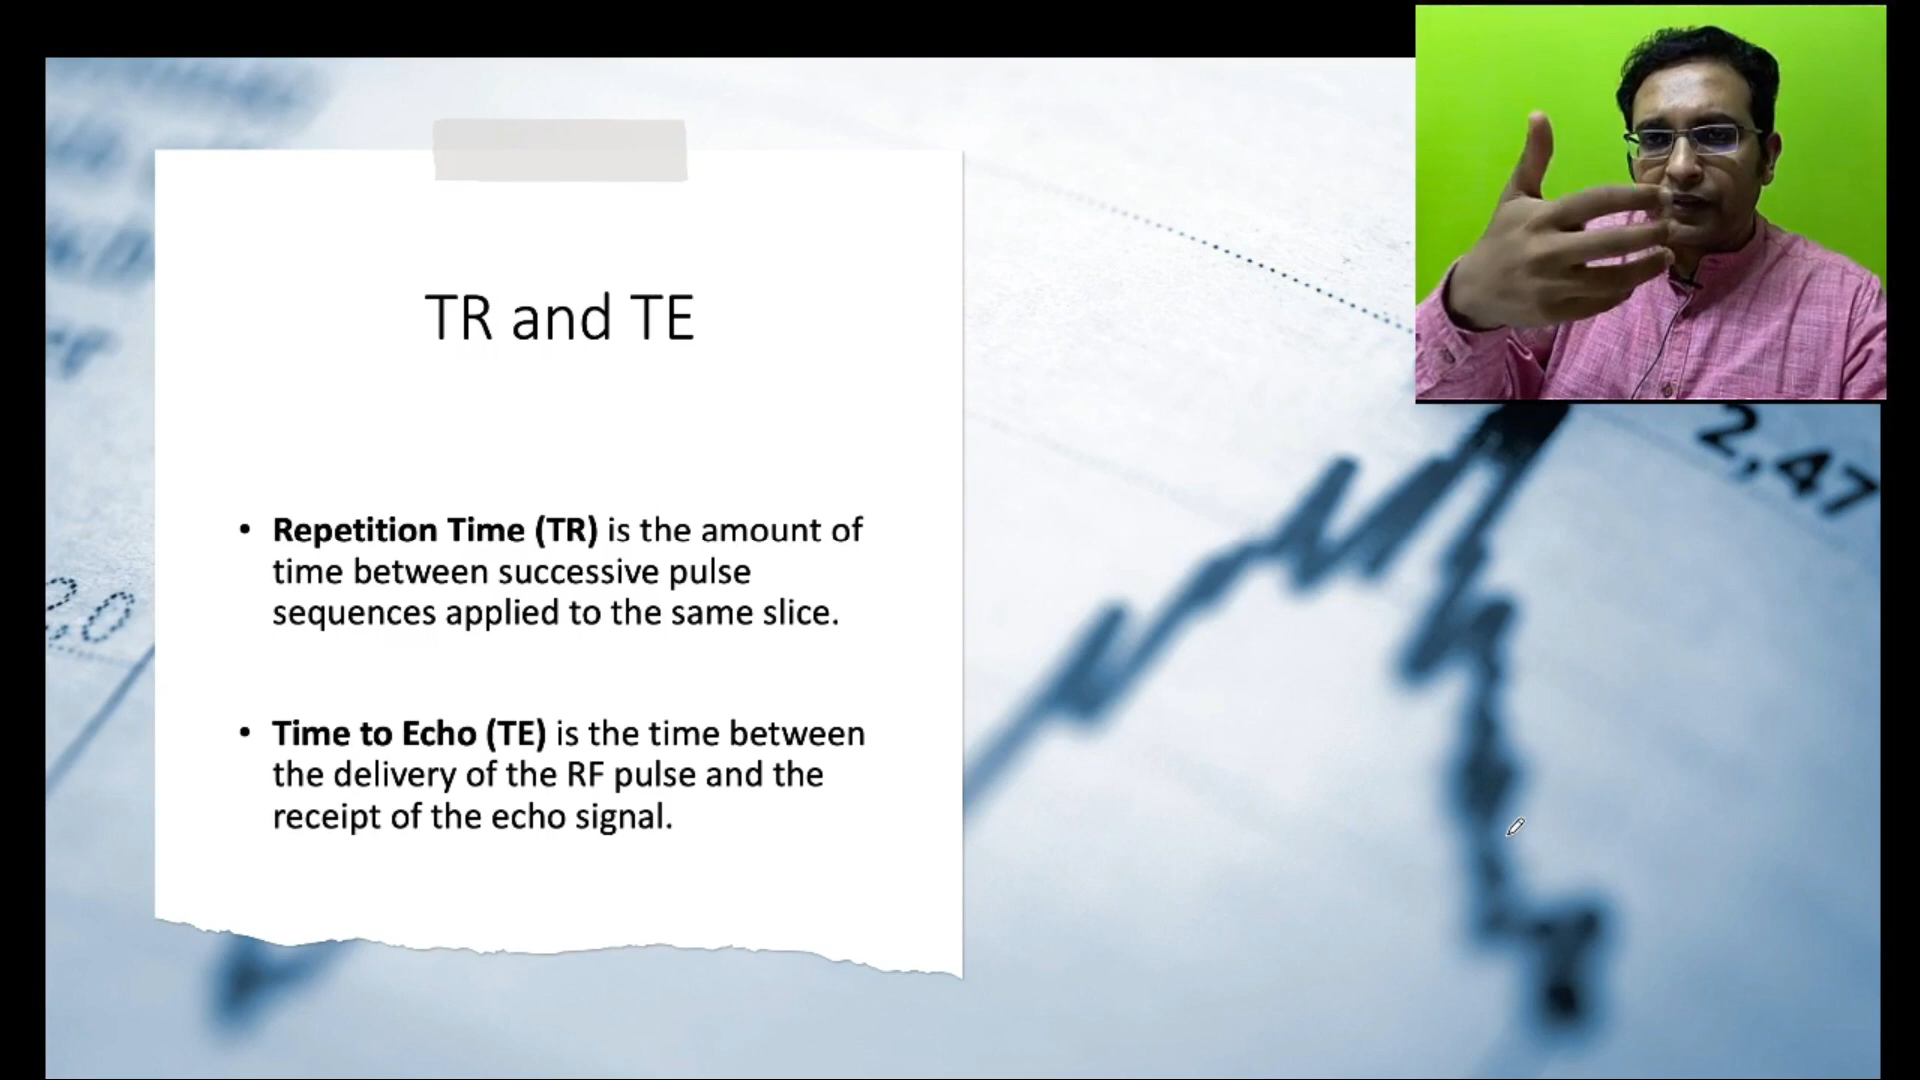 TR and TE
• Repetition Time (TR) is the amount of
time between successive pulse
sequences applied to the same slice.
• Time to Echo (TE) is the time between
the delivery of the RF pulse and the
receipt of the echo signal.
2,47
2,0